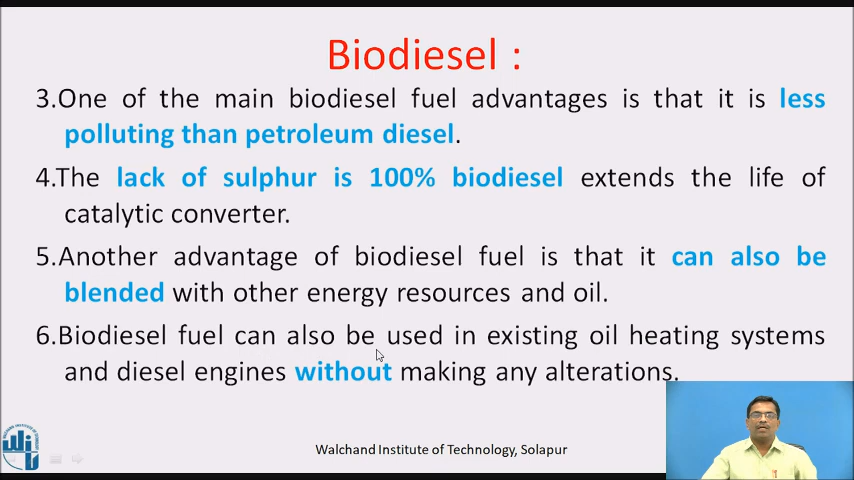 Biodiesel :
3.One of the main biodiesel fuel advantages is that it is less
polluting than petroleum diesel.
4.The lack of sulphur is 100% biodiesel extends the life of
catalytic converter.
5.Another advantage of biodiesel fuel is that it can also be
blended with other energy resources and oil.
6.Biodiesel fuel can also be used in existing oil heating systems
and diesel engines without making any alterations.
Walchand Institute of Technology, Solapur